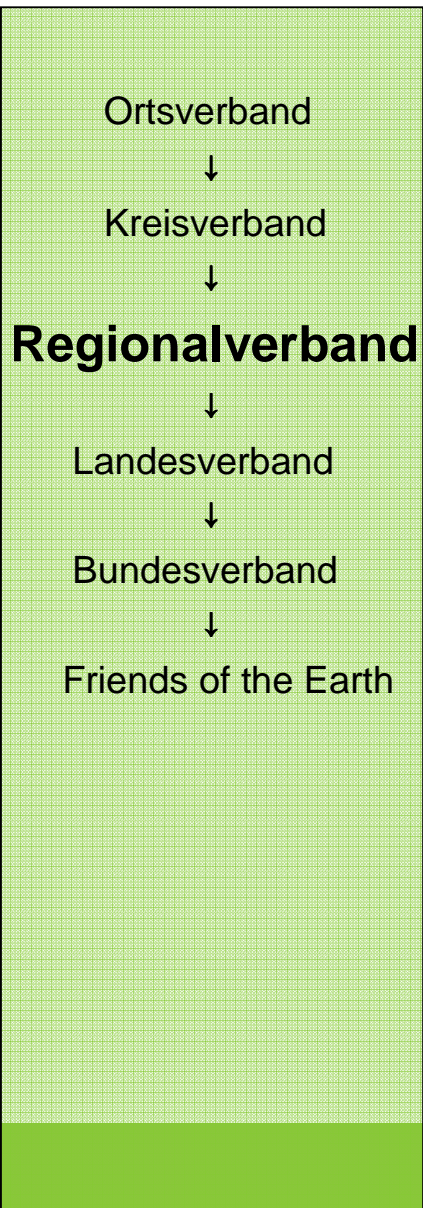 Ortsverband
↓
Kreisverband
↓
Regionalverband
↓
Landesverband
↓
Bundesverband
↓
Friends of the Earth